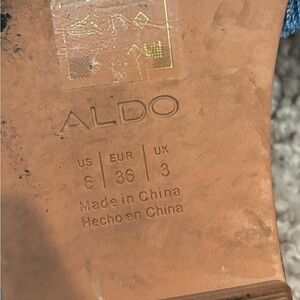 ALDO
US | EUR | UK
6 | 36 | 3
Made in China
Hecho en China